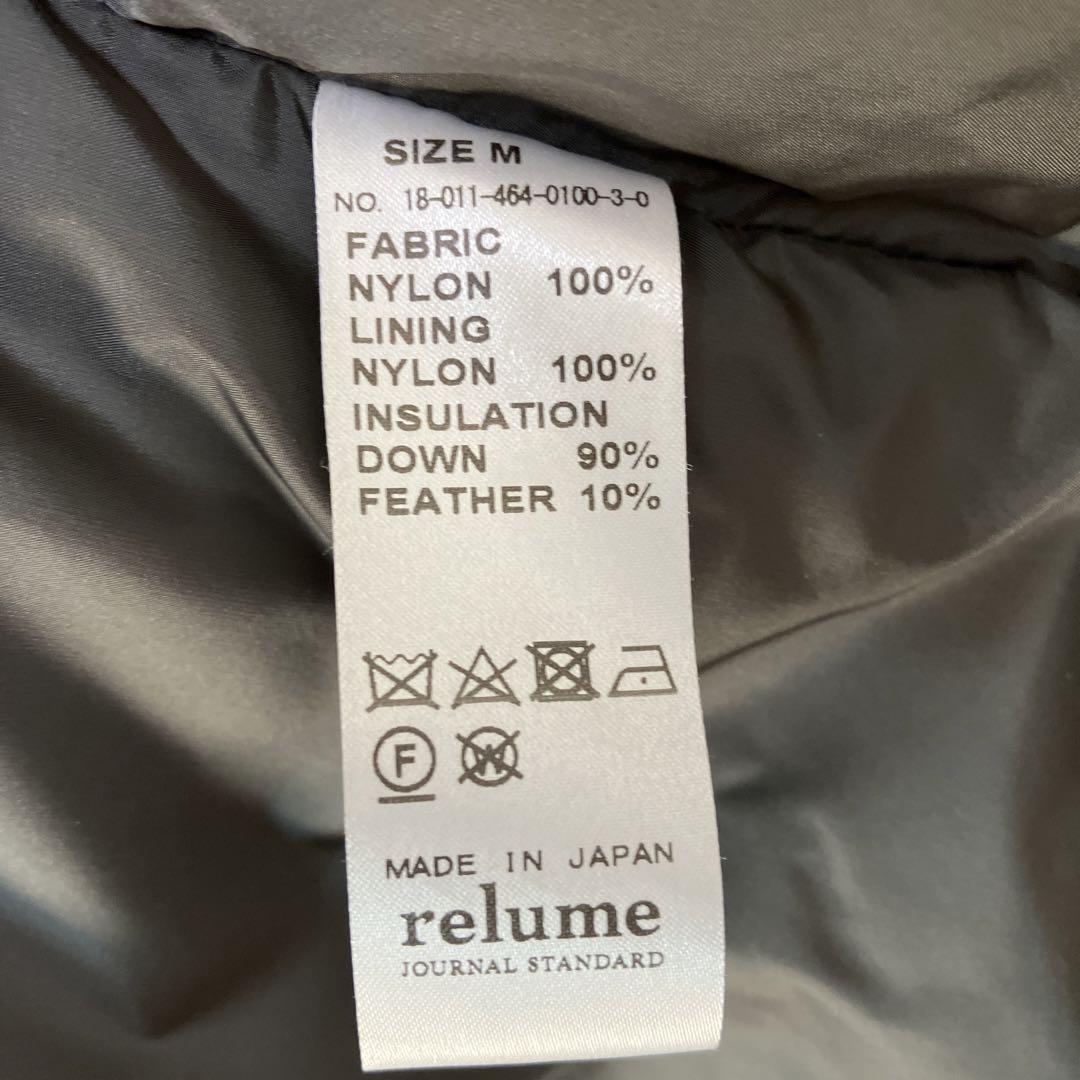 SIZE M
NO. 18-011-464-0100-3-0
FABRIC
NYLON 100%
LINING
NYLON 100%
INSULATION
DOWN 90%
FEATHER 10%
F W
MADE IN JAPAN
relume
JOURNAL STANDARD